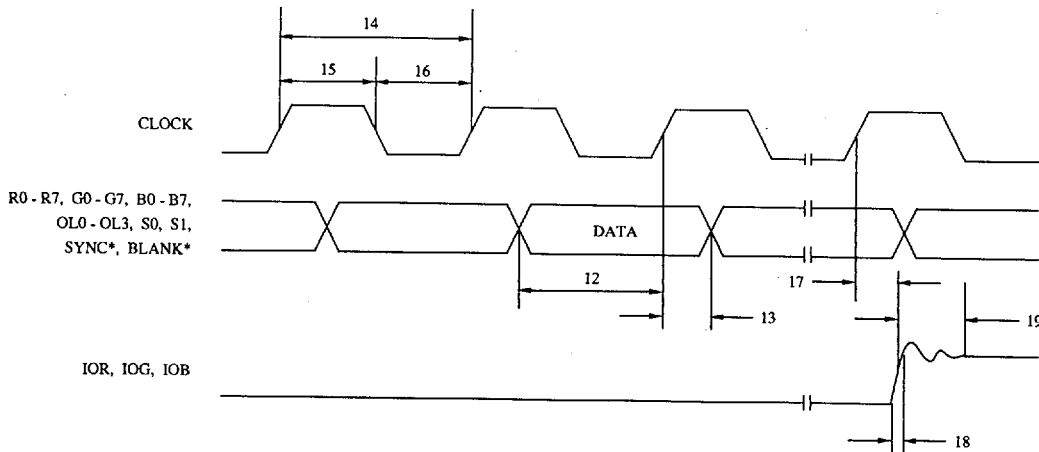 14
15 16
CLOCK
R0 - R7, G0 - G7, B0 - B7,
OL0 - OL3, S0, S1,
SYNC*, BLANK*
DATA
12
17
13
19
IOR, IOG, IOB
18